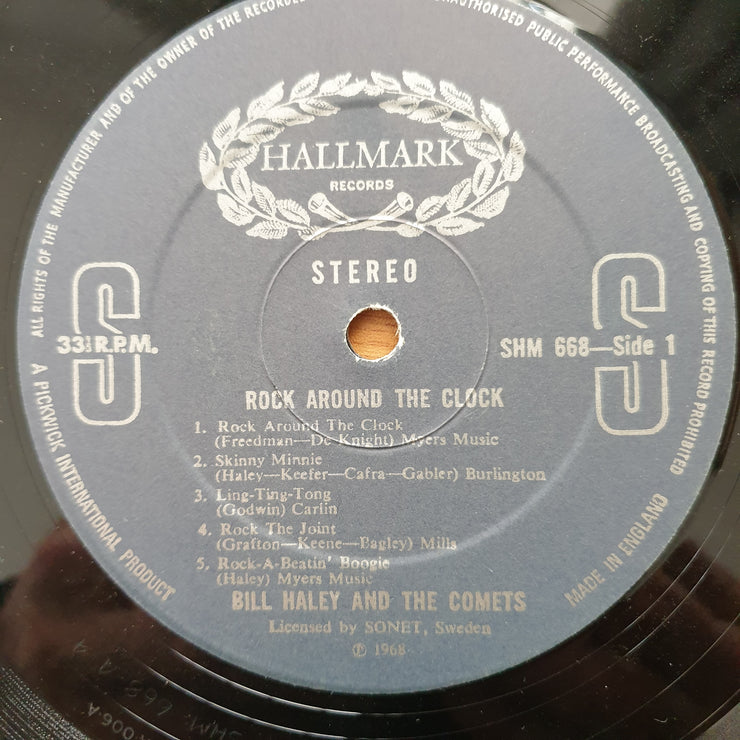 ALL RIGHTS OF THE MANUFACTURER AND OF THE OWNER OF THE RECORDED
UNAUTHORISED PUBLIC PERFORMANCE BROADCASTING AND COPYING OF THIS RECORD PROHIBITED
HALLMARK
RECORDS
STEREO
33⅓ R.P.M.
SHM 668—Side 1
ROCK AROUND THE CLOCK
1. Rock Around The Clock
(Freedman—De Knight) Myers Music
2. Skinny Minnie
(Haley—Keefer—Cafra—Gabler) Burlington
3. Ling-Ting-Tong
(Godwin) Carlin
4. Rock The Joint
(Grafton—Keene—Bagley) Mills
5. Rock-A-Beatin' Boogie
(Haley) Myers Music
BILL HALEY AND THE COMETS
Licensed by SONET, Sweden
℗ 1968
A PICKWICK INTERNATIONAL PRODUCT
MADE IN ENGLAND
SHM 668 A